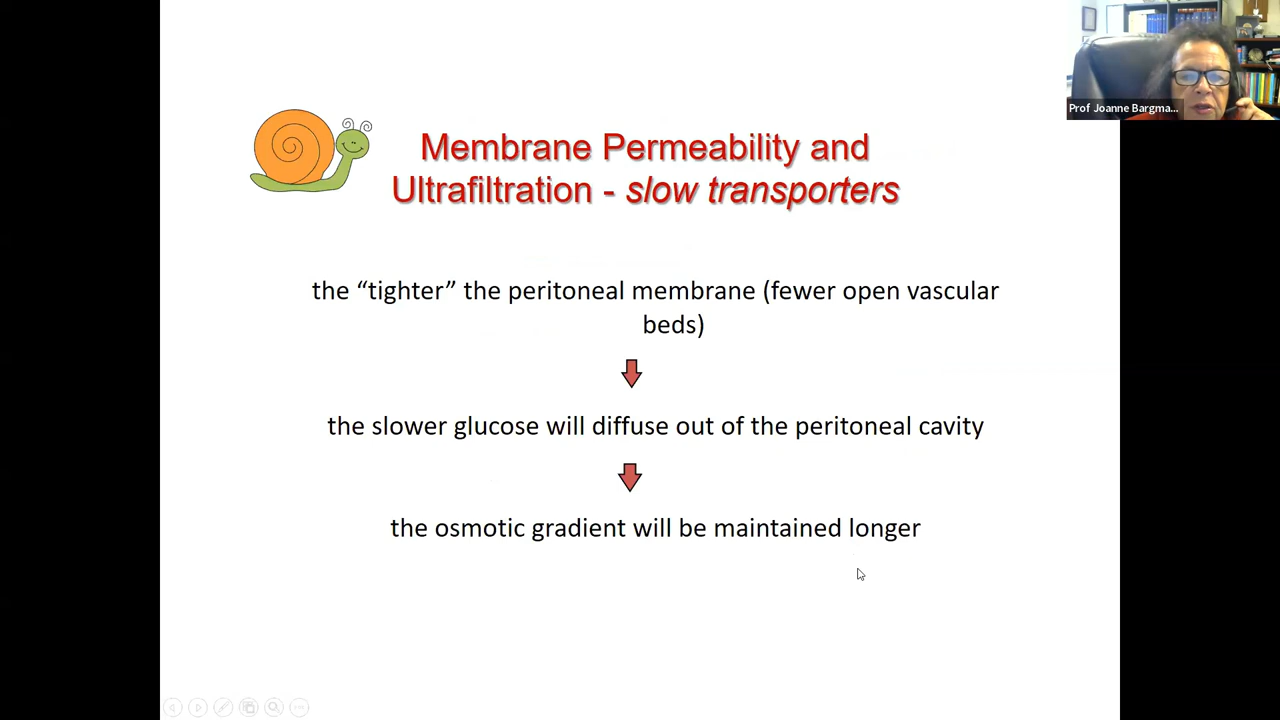 Prof Joanne Bargma...
Membrane Permeability and
Ultrafiltration - slow transporters
the “tighter” the peritoneal membrane (fewer open vascular
beds)
the slower glucose will diffuse out of the peritoneal cavity
the osmotic gradient will be maintained longer